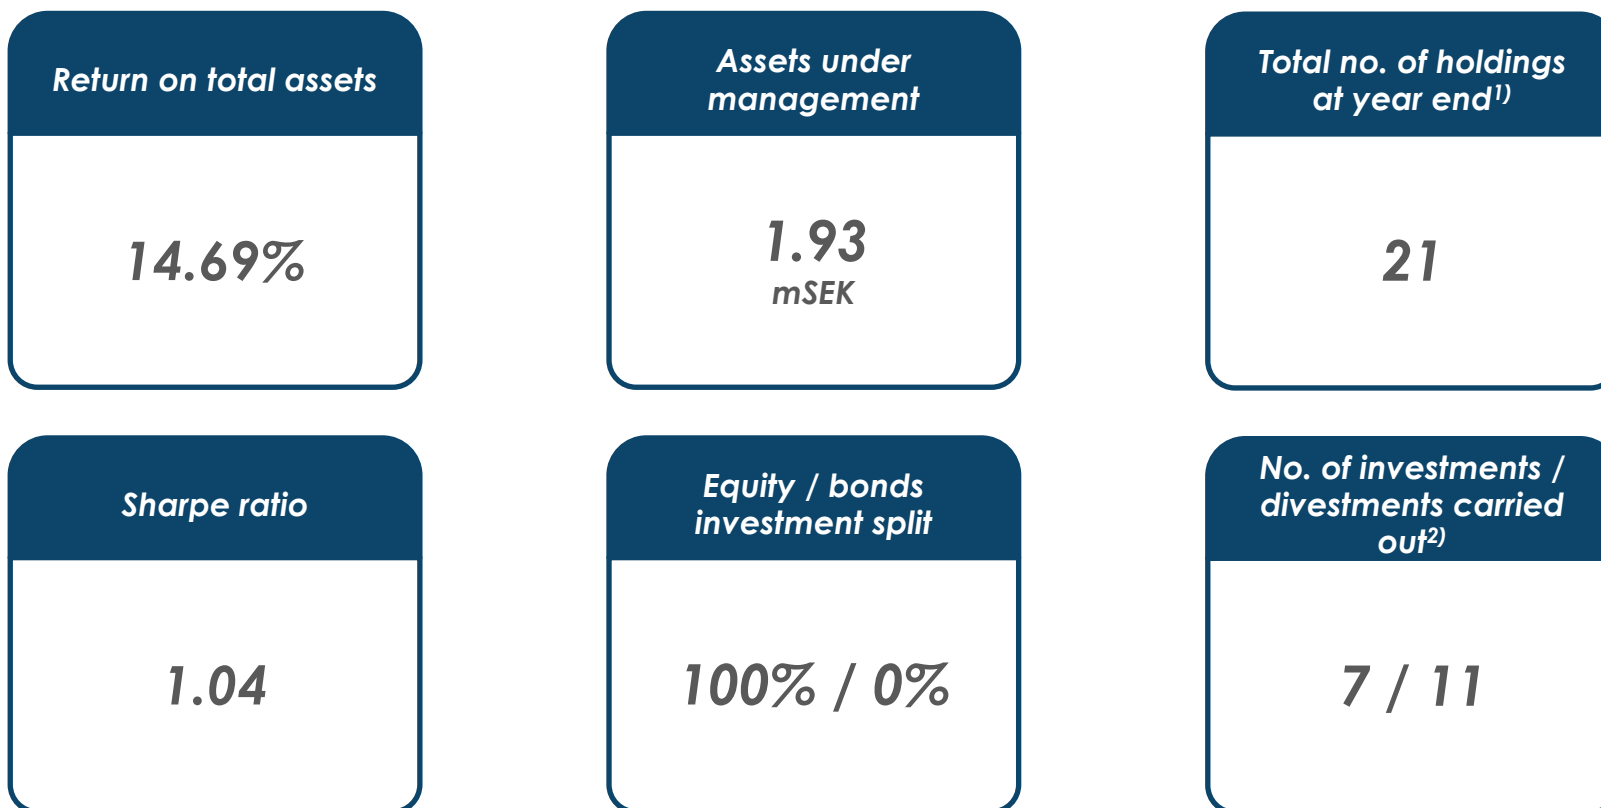 Return on total assets
14.69%
Assets under
management
1.93
mSEK
Total no. of holdings
at year end1)
21
Sharpe ratio
1.04
Equity / bonds
investment split
100% / 0%
No. of investments /
divestments carried
out2)
7 / 11